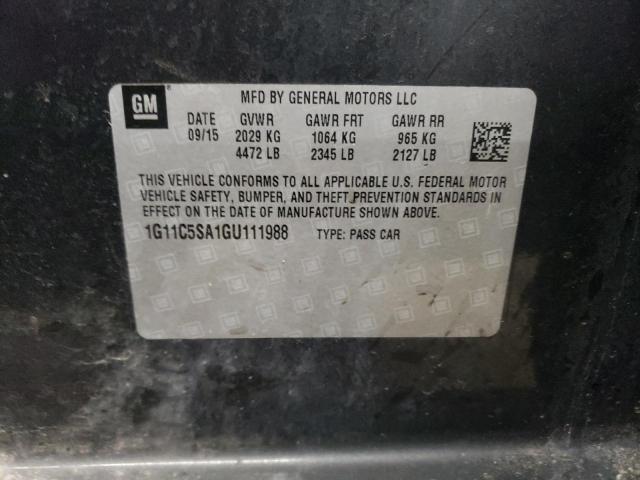 GM
MFD BY GENERAL MOTORS LLC
DATE GVWR GAWR FRT GAWR RR
09/15 2029 KG 1064 KG 965 KG
4472 LB 2345 LB 2127 LB
THIS VEHICLE CONFORMS TO ALL APPLICABLE U.S. FEDERAL MOTOR
VEHICLE SAFETY, BUMPER, AND THEFT PREVENTION STANDARDS IN
EFFECT ON THE DATE OF MANUFACTURE SHOWN ABOVE.
1G11C5SA1GU111988 TYPE: PASS CAR